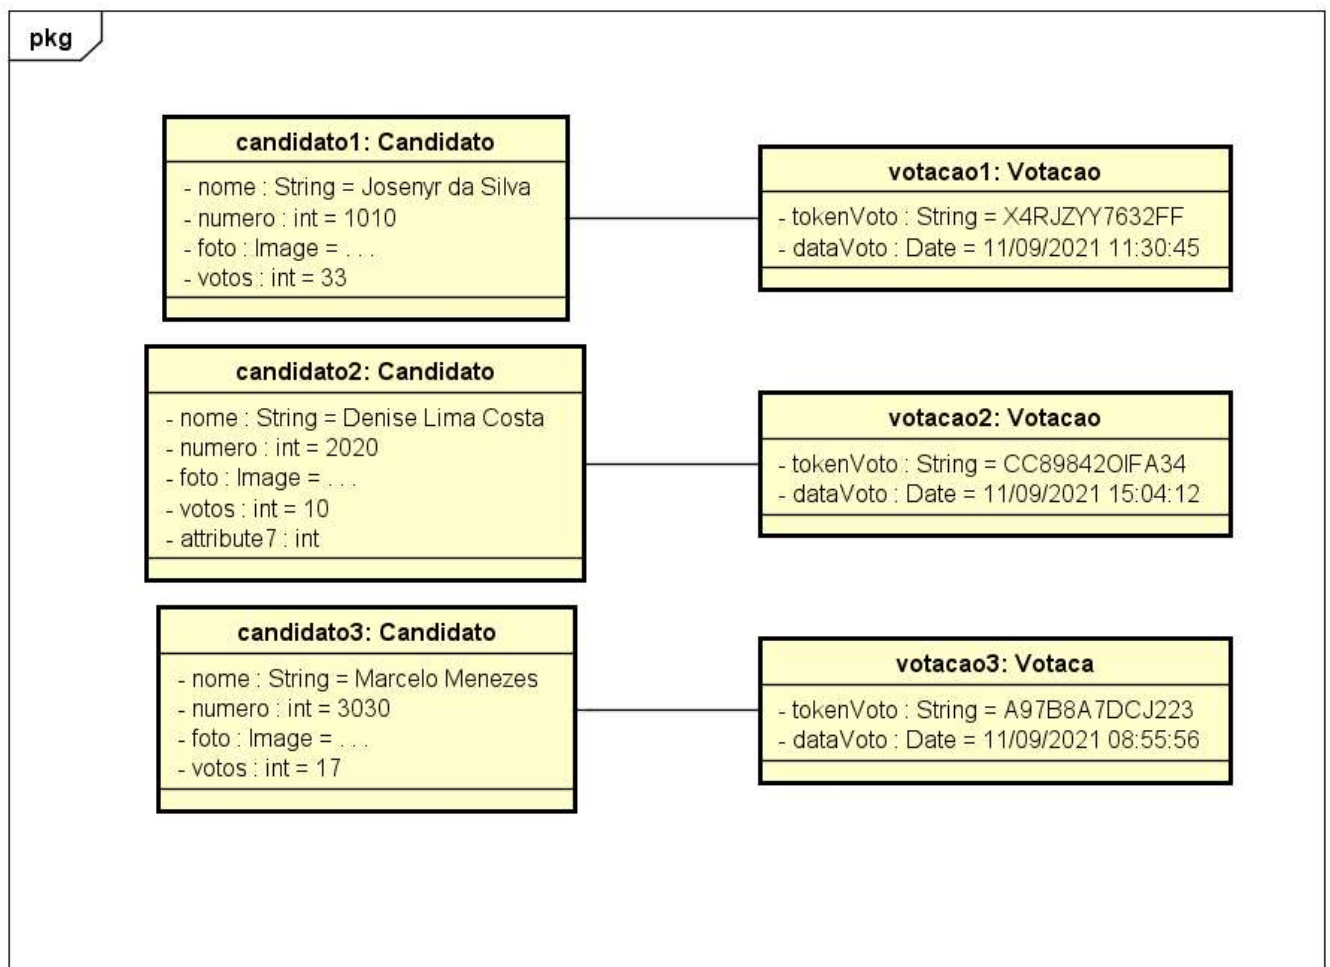 pkg
candidato1: Candidato
- nome : String = Josenyr da Silva
- numero : int = 1010
- foto : Image = . . .
- votos : int = 33
votacao1: Votacao
- tokenVoto : String = X4RJZYY7632FF
- dataVoto : Date = 11/09/2021 11:30:45
candidato2: Candidato
- nome : String = Denise Lima Costa
- numero : int = 2020
- foto : Image = . . .
- votos : int = 10
- attribute7 : int
votacao2: Votacao
- tokenVoto : String = CC89842OIFA34
- dataVoto : Date = 11/09/2021 15:04:12
candidato3: Candidato
- nome : String = Marcelo Menezes
- numero : int = 3030
- foto : Image = . . .
- votos : int = 17
votacao3: Votaca
- tokenVoto : String = A97B8A7DCJ223
- dataVoto : Date = 11/09/2021 08:55:56